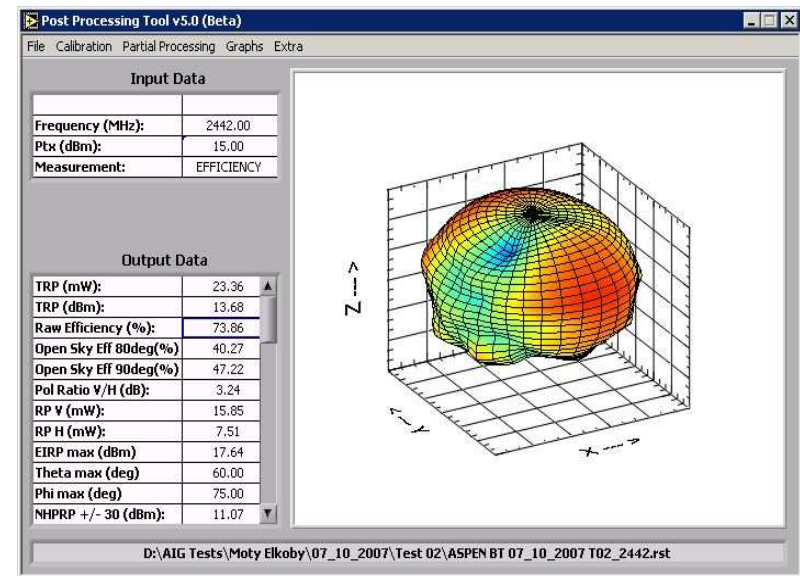 Post Processing Tool v5.0 (Beta)
File Calibration Partial Processing Graphs Extra
Input Data
Frequency (MHz): 2442.00
Ptx (dBm): 15.00
Measurement: EFFICIENCY
Output Data
TRP (mW): 23.36
TRP (dBm): 13.68
Raw Efficiency (%): 73.86
Open Sky Eff 80deg(%) 40.27
Open Sky Eff 90deg(%) 47.22
Pol Ratio V/H (dB): 3.24
RP V (mW): 15.85
RP H (mW): 7.51
EIRP max (dBm) 17.64
Theta max (deg) 60.00
Phi max (deg) 75.00
NHPRP +/- 30 (dBm): 11.07
Z --->
<--- Y
X --->
D:\AIG Tests\Moty Elkoby\07_10_2007\Test 02\ASPEN BT 07_10_2007 T02_2442.rst